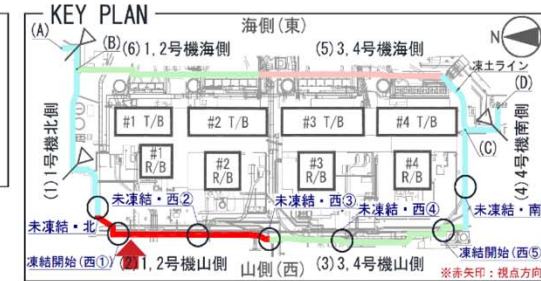 KEY PLAN
海側(東)
N
(A)
(B)
(6)1,2号機海側
(5)3,4号機海側
凍土ライン
(D)
#1 T/B
#2 T/B
#3 T/B
#4 T/B
(C)
(1)1号機北側
(4)4号機南側
#1
R/B
#2
R/B
#3
R/B
#4
R/B
未凍結・北
未凍結・西②
未凍結・西③
未凍結・西④
未凍結・南
凍結開始(西①)
(2)1,2号機山側
山側(西)
(3)3,4号機山側
凍結開始(西⑤)
※赤矢印：視点方向